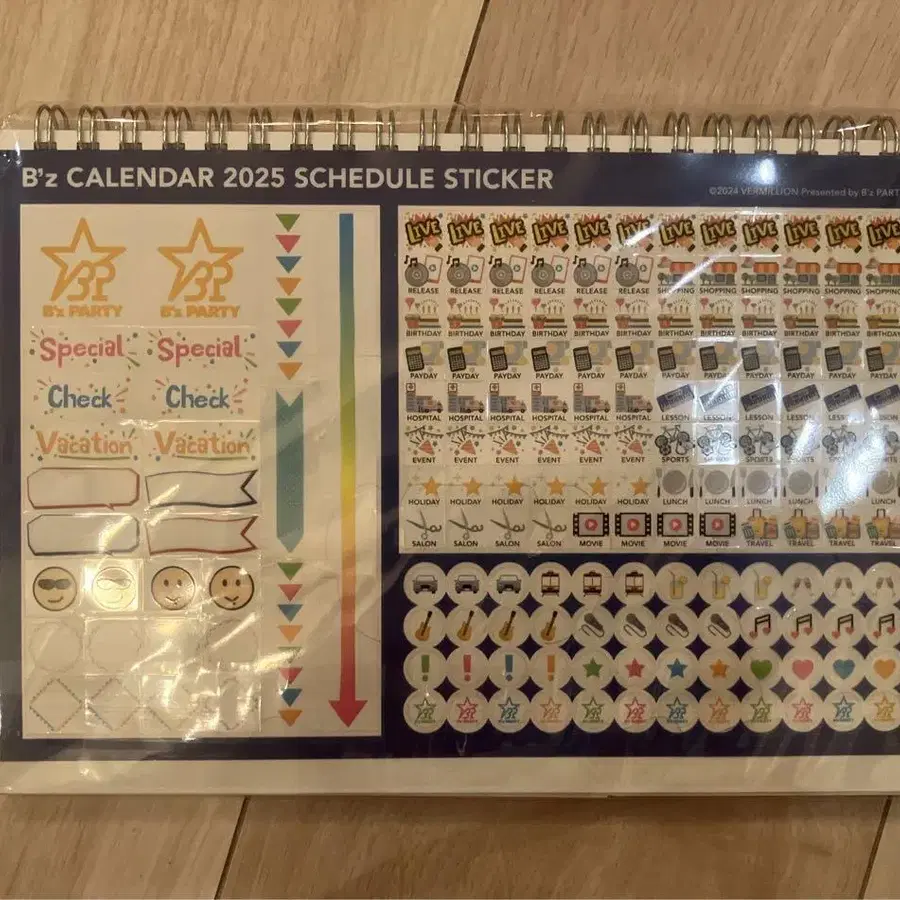 B'z CALENDAR 2025 SCHEDULE STICKER
©2024 VERMILLION Presented by B'z PART
B'z PARTY B'z PARTY
Special Special
Check Check
Vacation Vacation
LIVE LIVE LIVE LIVE LIVE LIVE LIVE LIVE LIVE LIVE LIVE LIVE
RELEASE RELEASE RELEASE RELEASE RELEASE RELEASE SHOPPING SHOPPING SHOPPING SHOPPING SHOPPING SHOPPING
BIRTHDAY BIRTHDAY BIRTHDAY BIRTHDAY BIRTHDAY BIRTHDAY BIRTHDAY BIRTHDAY BIRTHDAY BIRTHDAY BIRTHDAY BIRTHDAY
PAYDAY PAYDAY PAYDAY PAYDAY PAYDAY PAYDAY PAYDAY PAYDAY PAYDAY PAYDAY PAYDAY PAYDAY
HOSPITAL HOSPITAL HOSPITAL HOSPITAL HOSPITAL HOSPITAL LESSON LESSON LESSON LESSON LESSON LESSON
EVENT EVENT EVENT EVENT EVENT EVENT SPORTS SPORTS SPORTS SPORTS SPORTS SPORTS
HOLIDAY HOLIDAY HOLIDAY HOLIDAY HOLIDAY HOLIDAY LUNCH LUNCH LUNCH LUNCH LUNCH LUNCH
SALON SALON SALON SALON MOVIE MOVIE MOVIE MOVIE TRAVEL TRAVEL TRAVEL TRAVEL